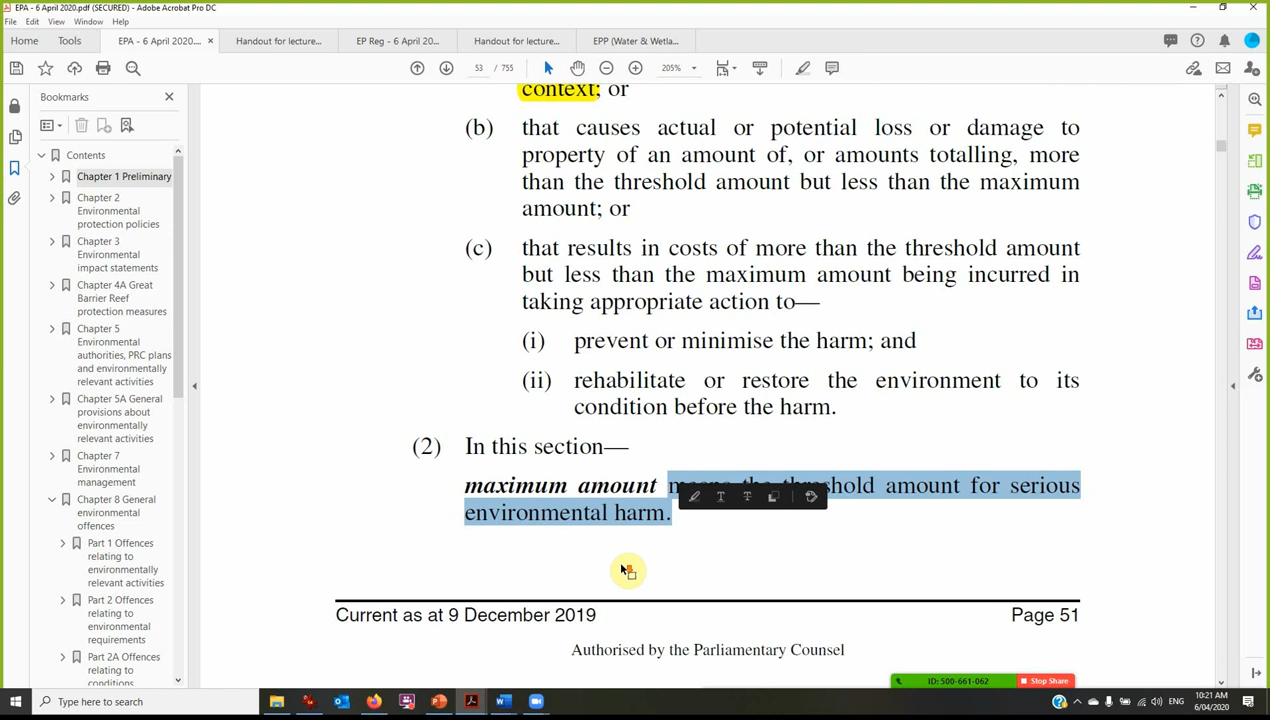 EPA - 6 April 2020.pdf (SECURED) - Adobe Acrobat Pro DC
File Edit View Window Help
Home Tools EPA - 6 April 2020.... × Handout for lecture... EP Reg - 6 April 20... Handout for lecture... EPP (Water & Wetla...
53 / 755 205%
Bookmarks
Contents
Chapter 1 Preliminary
Chapter 2
Environmental
protection policies
Chapter 3
Environmental
impact statements
Chapter 4A Great
Barrier Reef
protection measures
Chapter 5
Environmental
authorities, PRC plans
and environmentally
relevant activities
Chapter 5A General
provisions about
environmentally
relevant activities
Chapter 7
Environmental
management
Chapter 8 General
environmental
offences
Part 1 Offences
relating to
environmentally
relevant activities
Part 2 Offences
relating to
environmental
requirements
Part 2A Offences
relating to
conditions
context; or
(b) that causes actual or potential loss or damage to
property of an amount of, or amounts totalling, more
than the threshold amount but less than the maximum
amount; or
(c) that results in costs of more than the threshold amount
but less than the maximum amount being incurred in
taking appropriate action to—
(i) prevent or minimise the harm; and
(ii) rehabilitate or restore the environment to its
condition before the harm.
(2) In this section—
maximum amount means the threshold amount for serious
environmental harm.
Current as at 9 December 2019 Page 51
Authorised by the Parliamentary Counsel
ID: 500-661-062 Stop Share
Type here to search
ENG 10:21 AM
6/04/2020